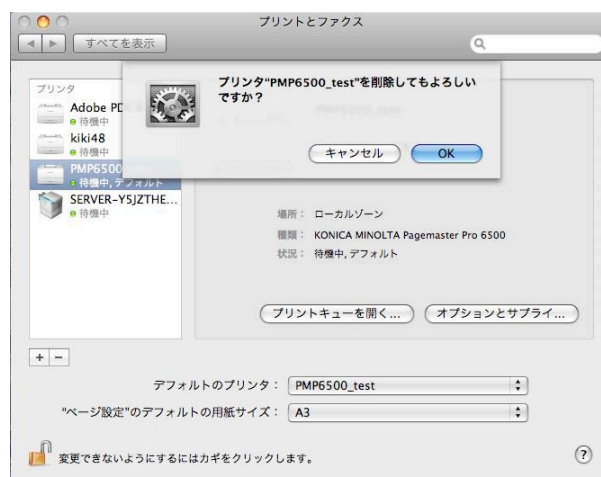 プリントとファクス
すべてを表示
プリンタ"PMP6500_test"を削除してもよろしい
ですか？
キャンセル
OK
プリンタ
Adobe PD
待機中
kiki48
待機中
PMP6500
待機中, デフォルト
SERVER-Y5JZTHE...
待機中
場所： ローカルゾーン
種類： KONICA MINOLTA Pagemaster Pro 6500
状況： 待機中, デフォルト
プリントキューを開く...
オプションとサプライ...
+ −
デフォルトのプリンタ： PMP6500_test
"ページ設定"のデフォルトの用紙サイズ： A3
変更できないようにするにはカギをクリックします。
?